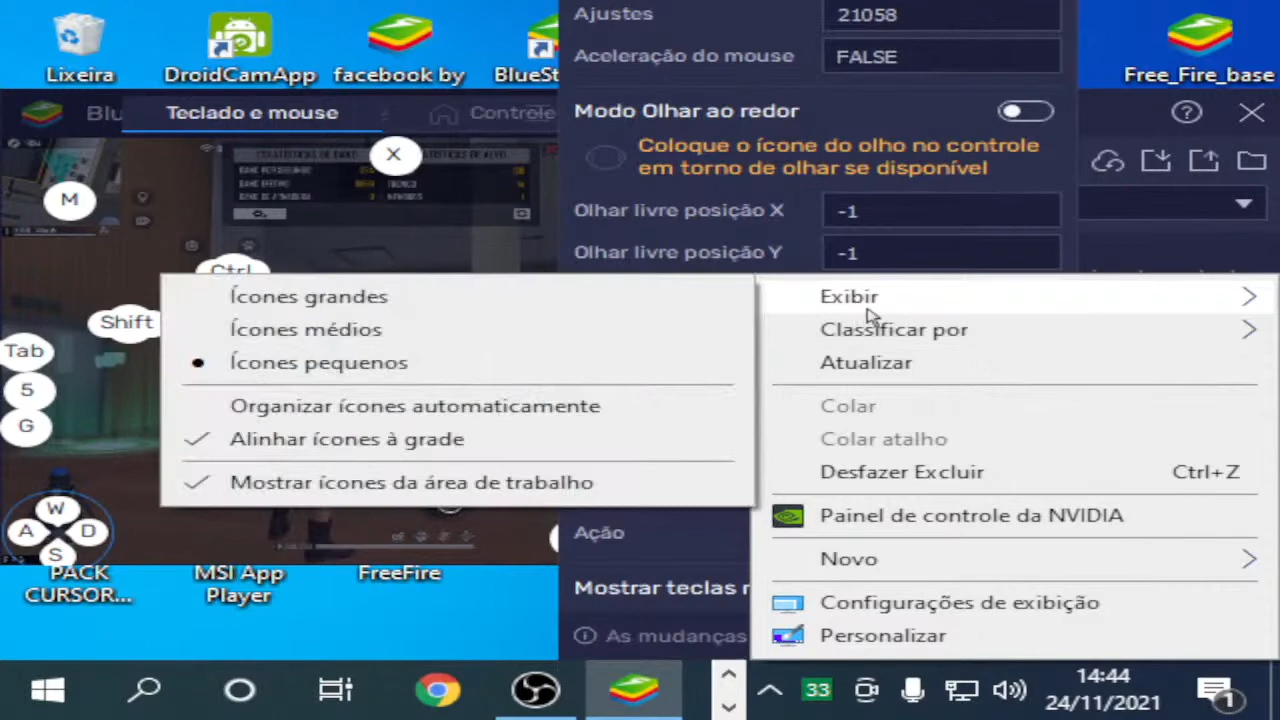 Lixeira
DroidCamApp
facebook by
BlueSt
Free_Fire_base
Ajustes
21058
Aceleração do mouse
FALSE
Blu
Teclado e mouse
Controle
Modo Olhar ao redor
Coloque o ícone do olho no controle
em torno de olhar se disponível
Olhar livre posição X
-1
Olhar livre posição Y
-1
X
M
Ctrl
Shift
Tab
5
G
W
A
D
S
Ícones grandes
Ícones médios
Ícones pequenos
Organizar ícones automaticamente
Alinhar ícones à grade
Mostrar ícones da área de trabalho
Exibir
Classificar por
Atualizar
Colar
Colar atalho
Desfazer Excluir Ctrl+Z
Painel de controle da NVIDIA
Novo
Configurações de exibição
Personalizar
Ação
Mostrar teclas
As mudanças
PACK
CURSOR...
MSI App
Player
FreeFire
33
14:44
24/11/2021
1